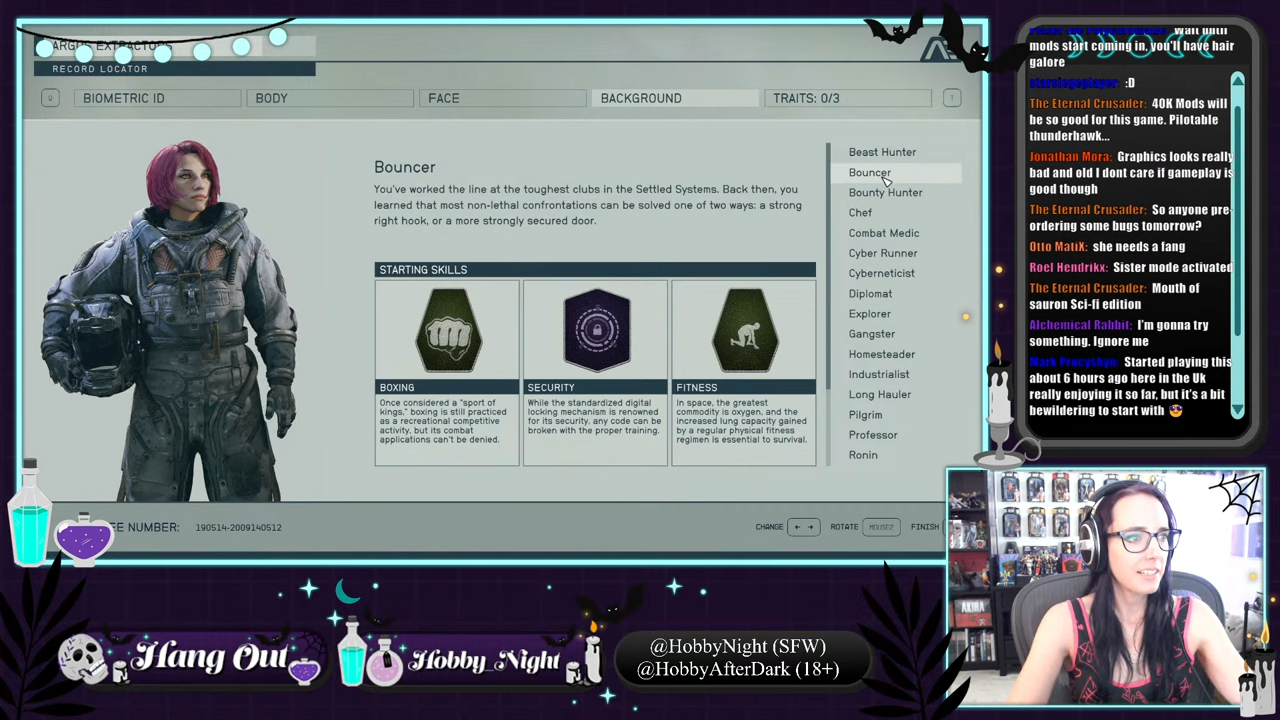 ARGOS EXTRACTORS
RECORD LOCATOR
BIOMETRIC ID
BODY
FACE
BACKGROUND
TRAITS: 0/3
T
Bouncer
You've worked the line at the toughest clubs in the Settled Systems. Back then, you
learned that most non-lethal confrontations can be solved one of two ways: a strong
right hook, or a more strongly secured door.
STARTING SKILLS
BOXING
Once considered a "sport of
kings," boxing is still practiced
as a recreational competitive
activity, but its combat
applications can't be denied.
SECURITY
While the standardized digital
locking mechanism is renowned
for its security, any code can be
broken with the proper training.
FITNESS
In space, the greatest
commodity is oxygen, and the
increased lung capacity gained
by a regular physical fitness
regimen is essential to survival.
Beast Hunter
Bouncer
Bounty Hunter
Chef
Combat Medic
Cyber Runner
Cyberneticist
Diplomat
Explorer
Gangster
Homesteader
Industrialist
Long Hauler
Pilgrim
Professor
Ronin
EE NUMBER: 190514-2009140512
CHANGE
ROTATE MOUSE2
FINISH
Wait until
mods start coming in, you'll have hair
galore
:D
The Eternal Crusader: 40K Mods will
be so good for this game. Pilotable
thunderhawk...
Jonathan Mora: Graphics looks really
bad and old I dont care if gameplay is
good though
The Eternal Crusader: So anyone pre-
ordering some bugs tomorrow?
Otto MatiX: she needs a fang
Roel Hendrikx: Sister mode activated
The Eternal Crusader: Mouth of
sauron Sci-fi edition
Alchemical Rabbit: I'm gonna try
something. Ignore me
Mark Procyshyn: Started playing this
about 6 hours ago here in the Uk
really enjoying it so far, but it's a bit
bewildering to start with
AKIRA
Hang Out
Hobby Night
@HobbyNight (SFW)
@HobbyAfterDark (18+)